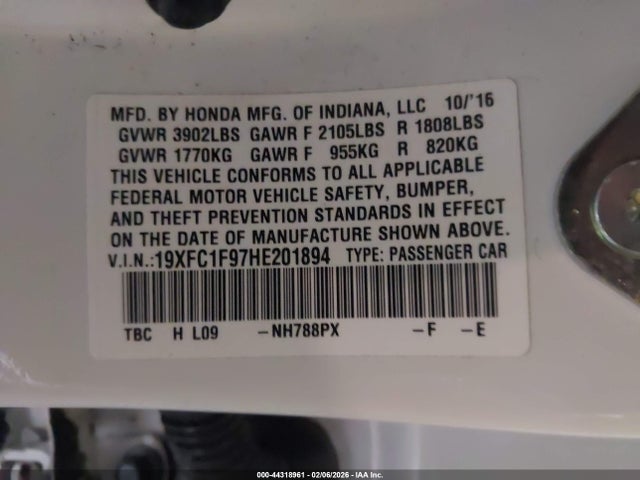 MFD. BY HONDA MFG. OF INDIANA, LLC 10/'16
GVWR 3902LBS GAWR F 2105LBS R 1808LBS
GVWR 1770KG GAWR F 955KG R 820KG
THIS VEHICLE CONFORMS TO ALL APPLICABLE
FEDERAL MOTOR VEHICLE SAFETY, BUMPER,
AND THEFT PREVENTION STANDARDS IN EFFECT
ON THE DATE OF MANUFACTURE SHOWN ABOVE.
V.I.N.:19XFC1F97HE201894 TYPE: PASSENGER CAR
TBC H L09 -NH788PX -F -E
000-44318961 - 02/06/2026 - IAA Inc.